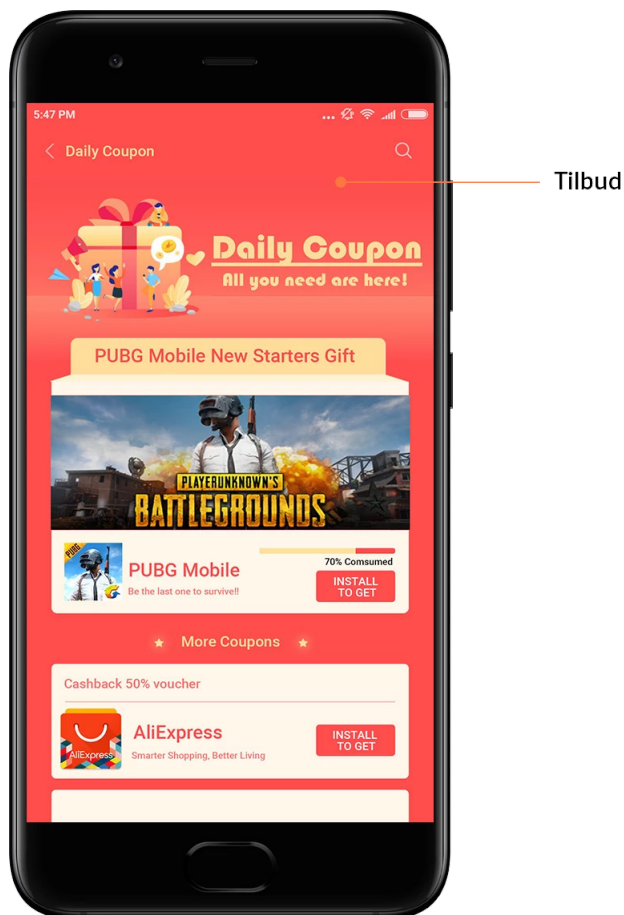 5:47 PM
Daily Coupon
Tilbud
Daily Coupon
All you need are here!
PUBG Mobile New Starters Gift
PLAYERUNKNOWN'S
BATTLEGROUNDS
PUBG
70% Comsumed
PUBG Mobile
Be the last one to survive!!
INSTALL
TO GET
More Coupons
Cashback 50% voucher
AliExpress
AliExpress
Smarter Shopping, Better Living
INSTALL
TO GET